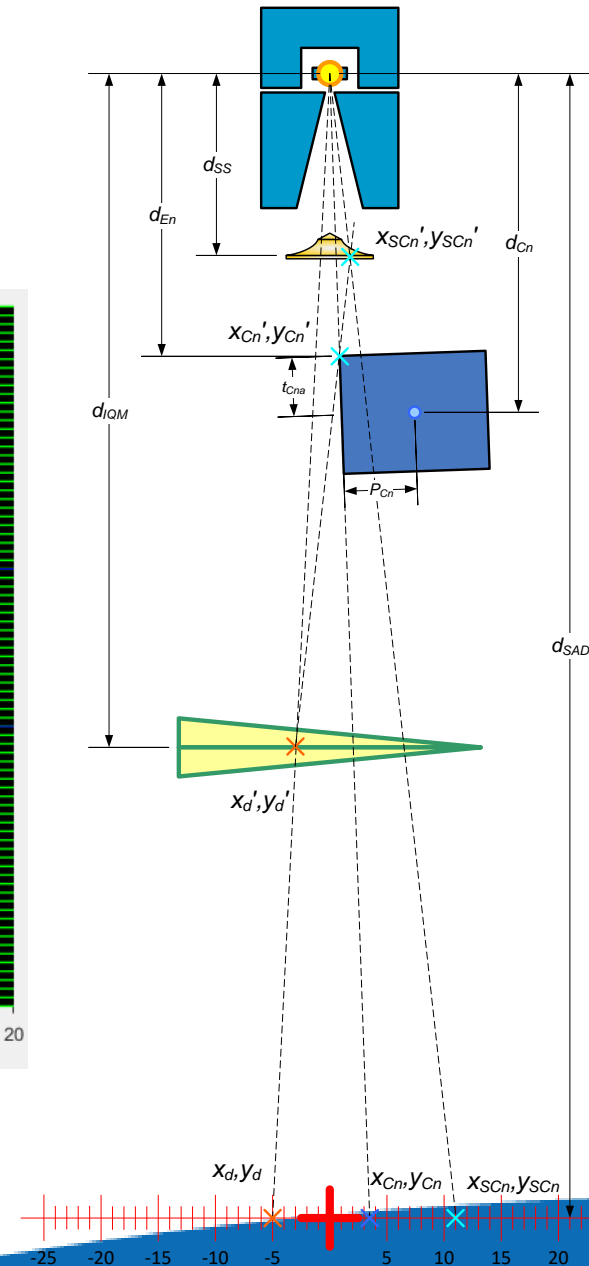 dSS
dEn
xSCn',ySCn'
dCn
xCn',yCn'
tCna
dIQM
PCn
dSAD
xd',yd'
20
xd,yd
xCn,yCn
xSCn,ySCn
-25 -20 -15 -10 -5 5 10 15 20